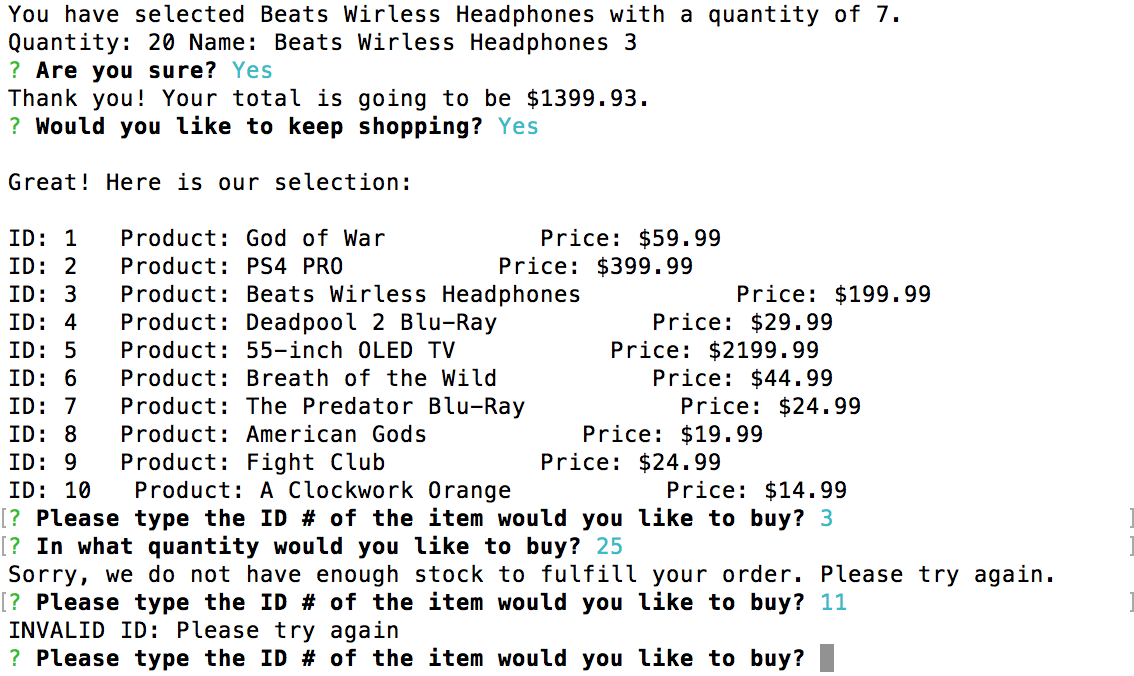 You have selected Beats Wirless Headphones with a quantity of 7.
Quantity: 20 Name: Beats Wirless Headphones 3
? Are you sure? Yes
Thank you! Your total is going to be $1399.93.
? Would you like to keep shopping? Yes
Great! Here is our selection:
ID: 1   Product: God of War           Price: $59.99
ID: 2   Product: PS4 PRO           Price: $399.99
ID: 3   Product: Beats Wirless Headphones           Price: $199.99
ID: 4   Product: Deadpool 2 Blu-Ray           Price: $29.99
ID: 5   Product: 55-inch OLED TV           Price: $2199.99
ID: 6   Product: Breath of the Wild           Price: $44.99
ID: 7   Product: The Predator Blu-Ray           Price: $24.99
ID: 8   Product: American Gods           Price: $19.99
ID: 9   Product: Fight Club           Price: $24.99
ID: 10   Product: A Clockwork Orange           Price: $14.99
[? Please type the ID # of the item would you like to buy? 3 ]
[? In what quantity would you like to buy? 25 ]
Sorry, we do not have enough stock to fulfill your order. Please try again.
[? Please type the ID # of the item would you like to buy? 11 ]
INVALID ID: Please try again
? Please type the ID # of the item would you like to buy?